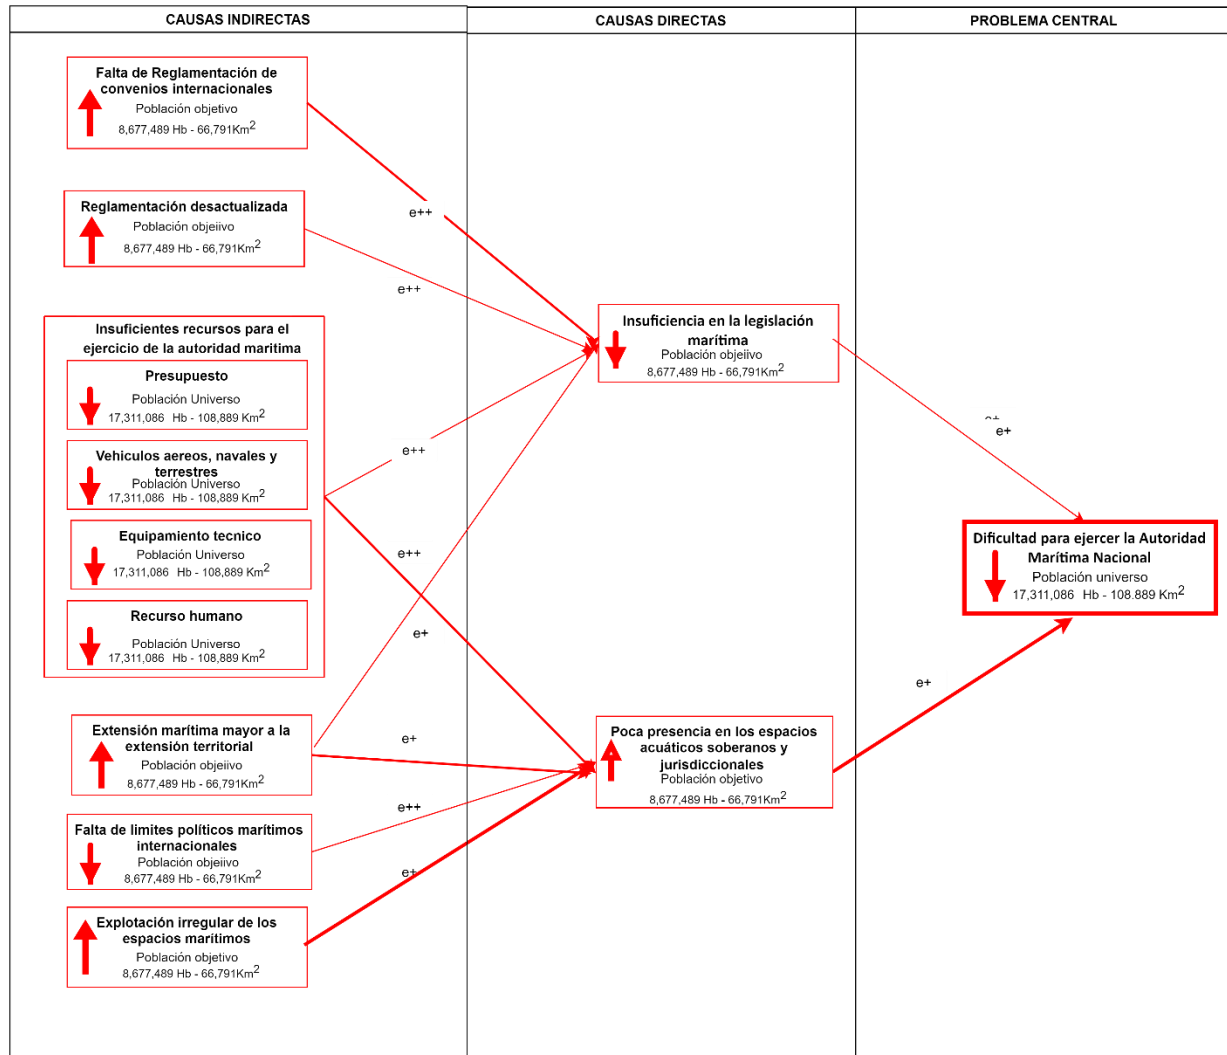 CAUSAS INDIRECTAS
CAUSAS DIRECTAS
PROBLEMA CENTRAL
Falta de Reglamentación de
convenios internacionales
Población objetivo
8,677,489 Hb - 66,791Km2
Reglamentación desactualizada
Población objeiivo
8,677,489 Hb - 66,791Km2
Insuficientes recursos para el
ejercicio de la autoridad maritima
Presupuesto
Población Universo
17,311,086 Hb - 108,889 Km2
Vehiculos aereos, navales y
terrestres
Población Universo
17,311,086 Hb - 108,889 Km2
Equipamiento tecnico
Población Universo
17,311,086 Hb - 108,889 Km2
Recurso humano
Población Universo
17,311,086 Hb - 108,889 Km2
Extensión marítima mayor a la
extensión territorial
Población objeiivo
8,677,489 Hb - 66,791Km2
Falta de limites políticos marítimos
internacionales
Población objeiivo
8,677,489 Hb - 66,791Km2
Explotación irregular de los
espacios marítimos
Población objetivo
8,677,489 Hb - 66,791Km2
e++
e++
e++
e++
e+
e+
e++
e+
Insuficiencia en la legislación
marítima
Población objeiivo
8,677,489 Hb - 66,791Km2
Poca presencia en los espacios
acuáticos soberanos y
jurisdiccionales
Población objetivo
8,677,489 Hb - 66,791Km2
e+
e+
Dificultad para ejercer la Autoridad
Marítima Nacional
Población universo
17,311,086 Hb - 108.889 Km2